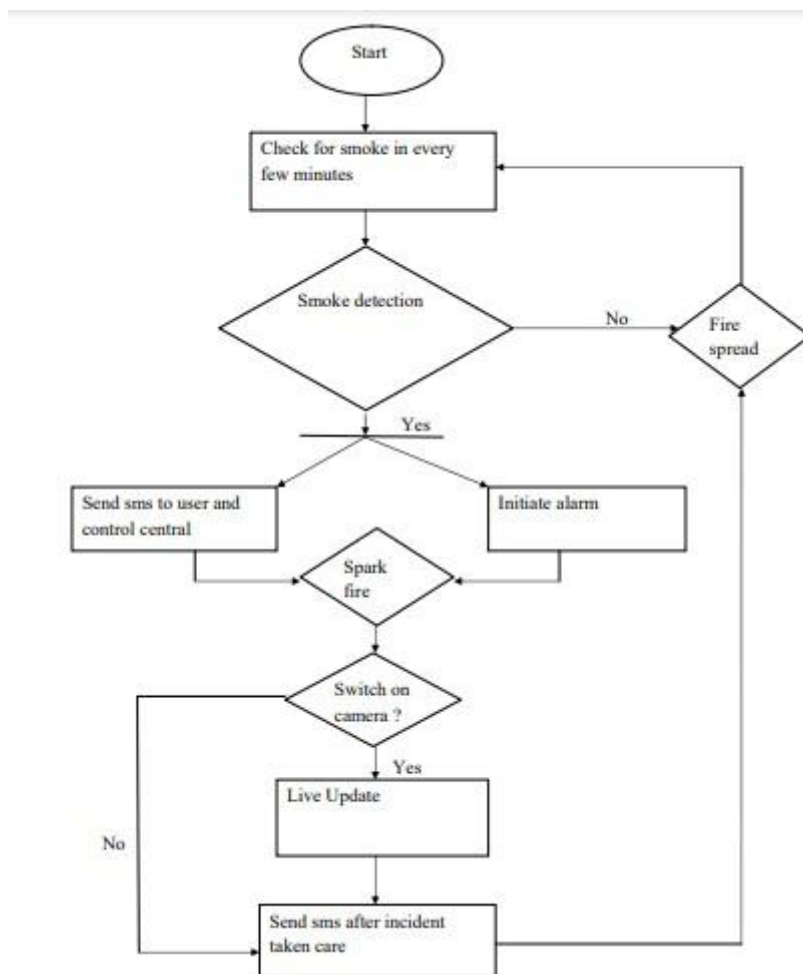 Start
Check for smoke in every
few minutes
Smoke detection
No
Fire
spread
Yes
Send sms to user and
control central
Initiate alarm
Spark
fire
Switch on
camera ?
Yes
Live Update
No
Send sms after incident
taken care